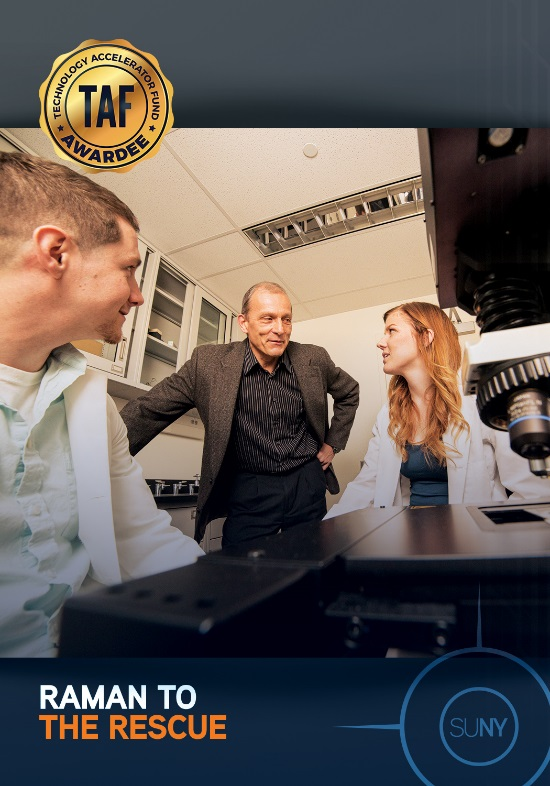 TECHNOLOGY ACCELERATOR FUND
TAF
AWARDEE
RAMAN TO
THE RESCUE
SUNY